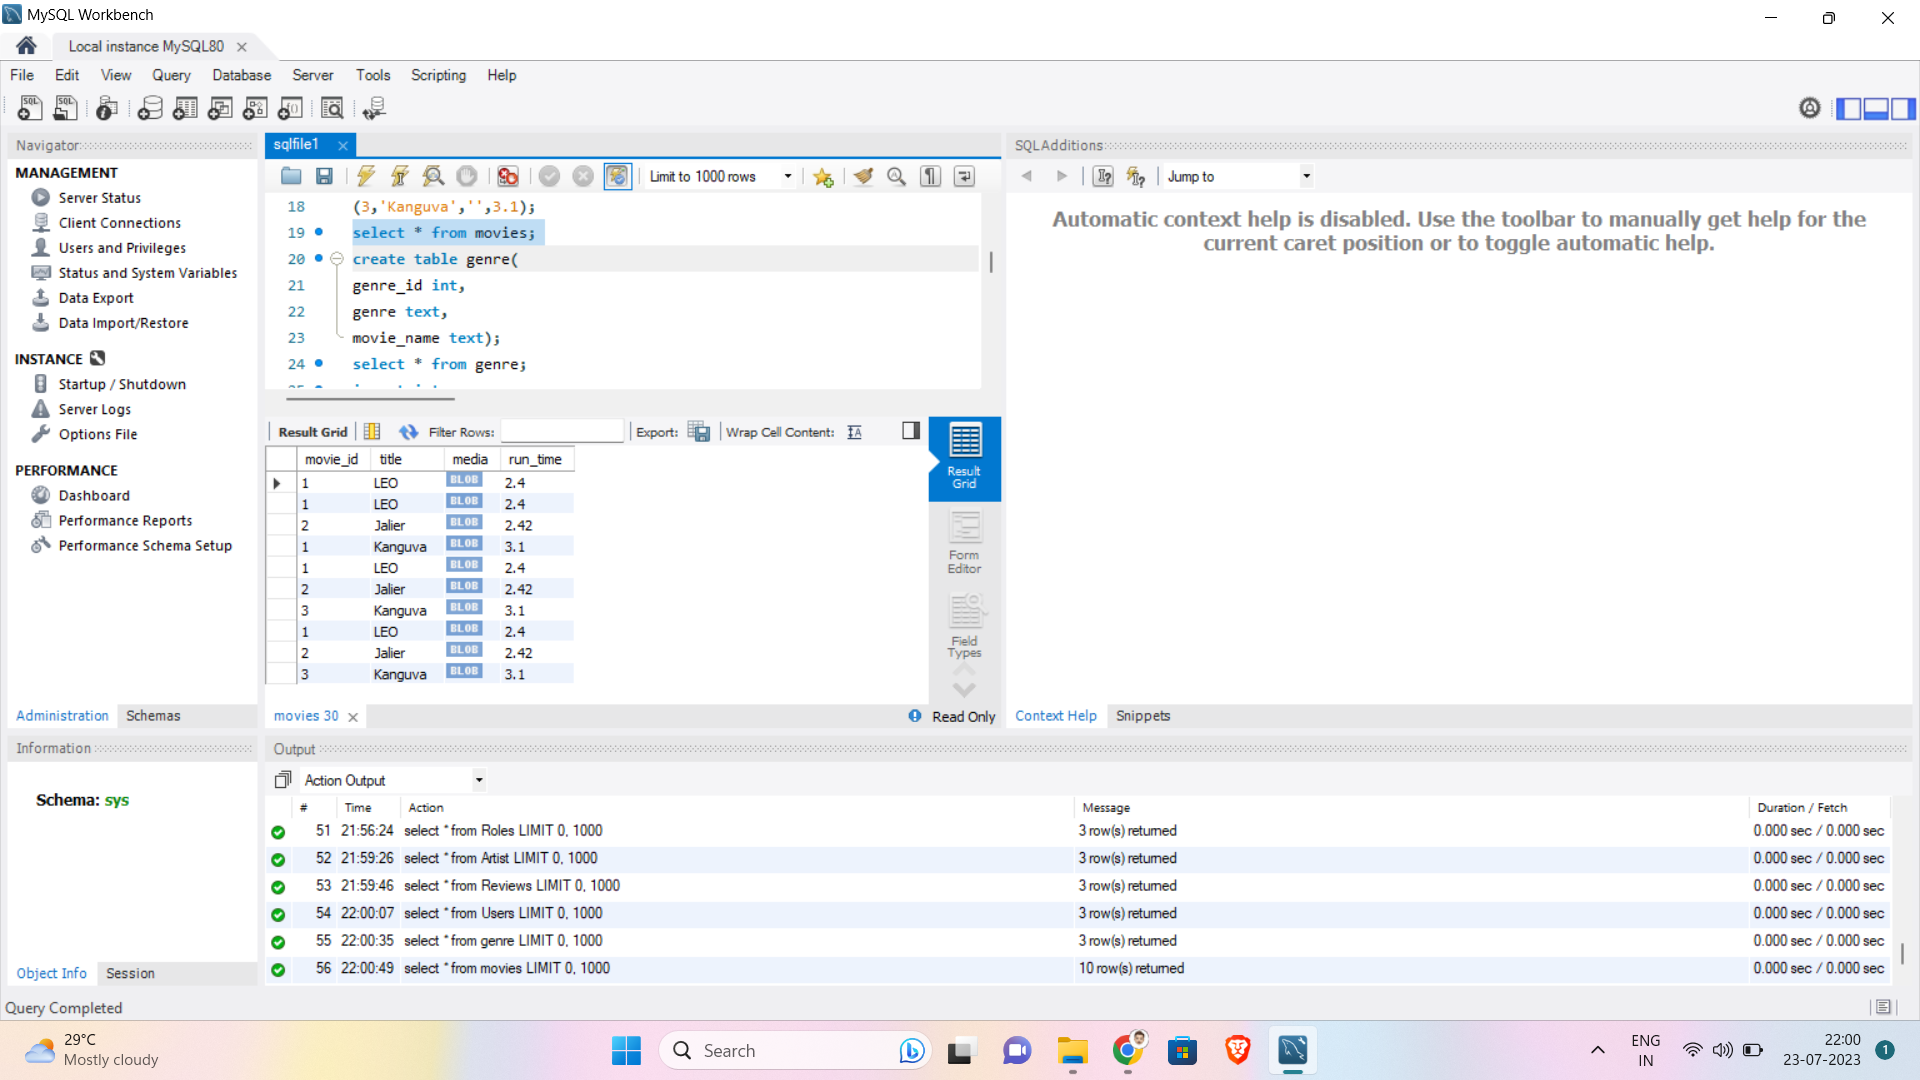 MySQL Workbench
Local instance MySQL80
File Edit View Query Database Server Tools Scripting Help
Navigator
MANAGEMENT
Server Status
Client Connections
Users and Privileges
Status and System Variables
Data Export
Data Import/Restore
INSTANCE
Startup / Shutdown
Server Logs
Options File
PERFORMANCE
Dashboard
Performance Reports
Performance Schema Setup
Administration Schemas
Information
Schema: sys
Object Info Session
Query Completed
sqlfile1
Limit to 1000 rows
18 (3,'Kanguva','',3.1);
19 select * from movies;
20 create table genre(
21 genre_id int,
22 genre text,
23 movie_name text);
24 select * from genre;
Result Grid Filter Rows: Export: Wrap Cell Content:
movie_id title media run_time
1 LEO BLOB 2.4
1 LEO BLOB 2.4
2 Jalier BLOB 2.42
1 Kanguva BLOB 3.1
1 LEO BLOB 2.4
2 Jalier BLOB 2.42
3 Kanguva BLOB 3.1
1 LEO BLOB 2.4
2 Jalier BLOB 2.42
3 Kanguva BLOB 3.1
Result
Grid
Form
Editor
Field
Types
movies 30
Read Only
SQLAdditions
Jump to
Automatic context help is disabled. Use the toolbar to manually get help for the
current caret position or to toggle automatic help.
Context Help Snippets
Output
Action Output
# Time Action Message Duration / Fetch
51 21:56:24 select * from Roles LIMIT 0, 1000 3 row(s) returned 0.000 sec / 0.000 sec
52 21:59:26 select * from Artist LIMIT 0, 1000 3 row(s) returned 0.000 sec / 0.000 sec
53 21:59:46 select * from Reviews LIMIT 0, 1000 3 row(s) returned 0.000 sec / 0.000 sec
54 22:00:07 select * from Users LIMIT 0, 1000 3 row(s) returned 0.000 sec / 0.000 sec
55 22:00:35 select * from genre LIMIT 0, 1000 3 row(s) returned 0.000 sec / 0.000 sec
56 22:00:49 select * from movies LIMIT 0, 1000 10 row(s) returned 0.000 sec / 0.000 sec
29°C
Mostly cloudy
Search
ENG
IN
22:00
23-07-2023
1